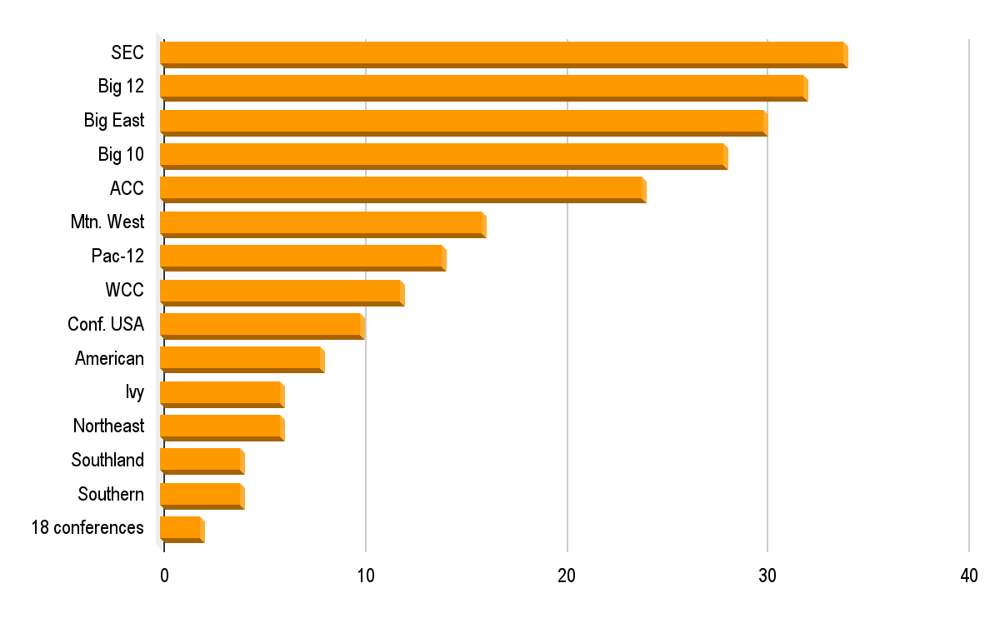 SEC
Big 12
Big East
Big 10
ACC
Mtn. West
Pac-12
WCC
Conf. USA
American
Ivy
Northeast
Southland
Southern
18 conferences
0 10 20 30 40